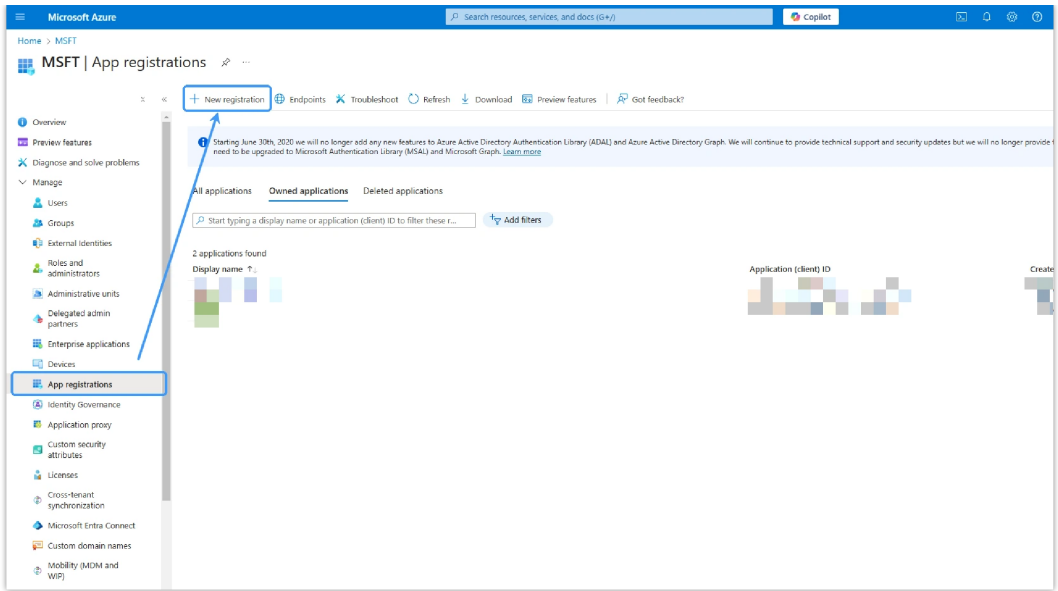 Microsoft Azure
Search resources, services, and docs (G+/)
Copilot
Home > MSFT
MSFT | App registrations
New registration
Endpoints
Troubleshoot
Refresh
Download
Preview features
Got feedback?
Overview
Preview features
Diagnose and solve problems
Manage
Users
Groups
External Identities
Roles and
administrators
Administrative units
Delegated admin
partners
Enterprise applications
Devices
App registrations
Identity Governance
Application proxy
Custom security
attributes
Licenses
Cross-tenant
synchronization
Microsoft Entra Connect
Custom domain names
Mobility (MDM and
WIP)
Starting June 30th, 2020 we will no longer add any new features to Azure Active Directory Authentication Library (ADAL) and Azure Active Directory Graph. We will continue to provide technical support and security updates but we will no longer provide
need to be upgraded to Microsoft Authentication Library (MSAL) and Microsoft Graph. Learn more
All applications
Owned applications
Deleted applications
Start typing a display name or application (client) ID to filter these r...
Add filters
2 applications found
Display name
Application (client) ID
Create